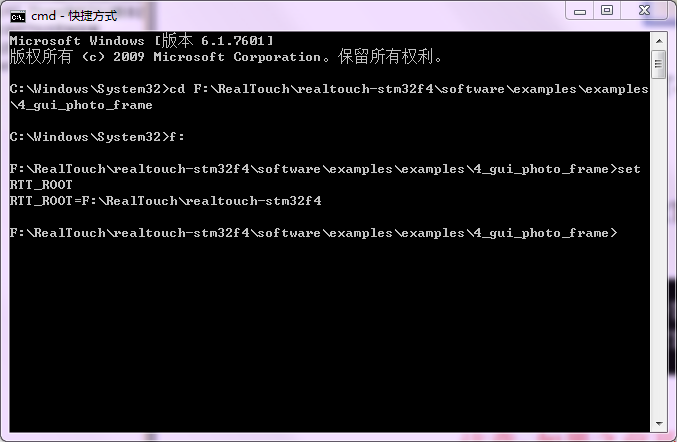 cmd - 快捷方式
Microsoft Windows [版本 6.1.7601]
版权所有 (c) 2009 Microsoft Corporation。保留所有权利。
C:\Windows\System32>cd F:\RealTouch\realtouch-stm32f4\software\examples\examples
\4_gui_photo_frame
C:\Windows\System32>f:
F:\RealTouch\realtouch-stm32f4\software\examples\examples\4_gui_photo_frame>set
RTT_ROOT
RTT_ROOT=F:\RealTouch\realtouch-stm32f4
F:\RealTouch\realtouch-stm32f4\software\examples\examples\4_gui_photo_frame>